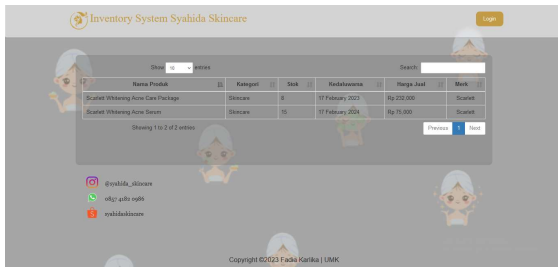 Inventory System Syahida Skincare
Login
Show 10 entries
Search:
Nama Produk Kategori Stok Kedaluwarsa Harga Jual Merk
Scarlett Whitening Acne Care Package Skincare 8 17 February 2023 Rp 232,000 Scarlett
Scarlett Whitening Acne Serum Skincare 15 17 February 2024 Rp 75,000 Scarlett
Showing 1 to 2 of 2 entries
Previous 1 Next
@syahida_skincare
0857 4182 0986
syahidaskincare
Copyright ©2023 Fadia Karlika | UMK